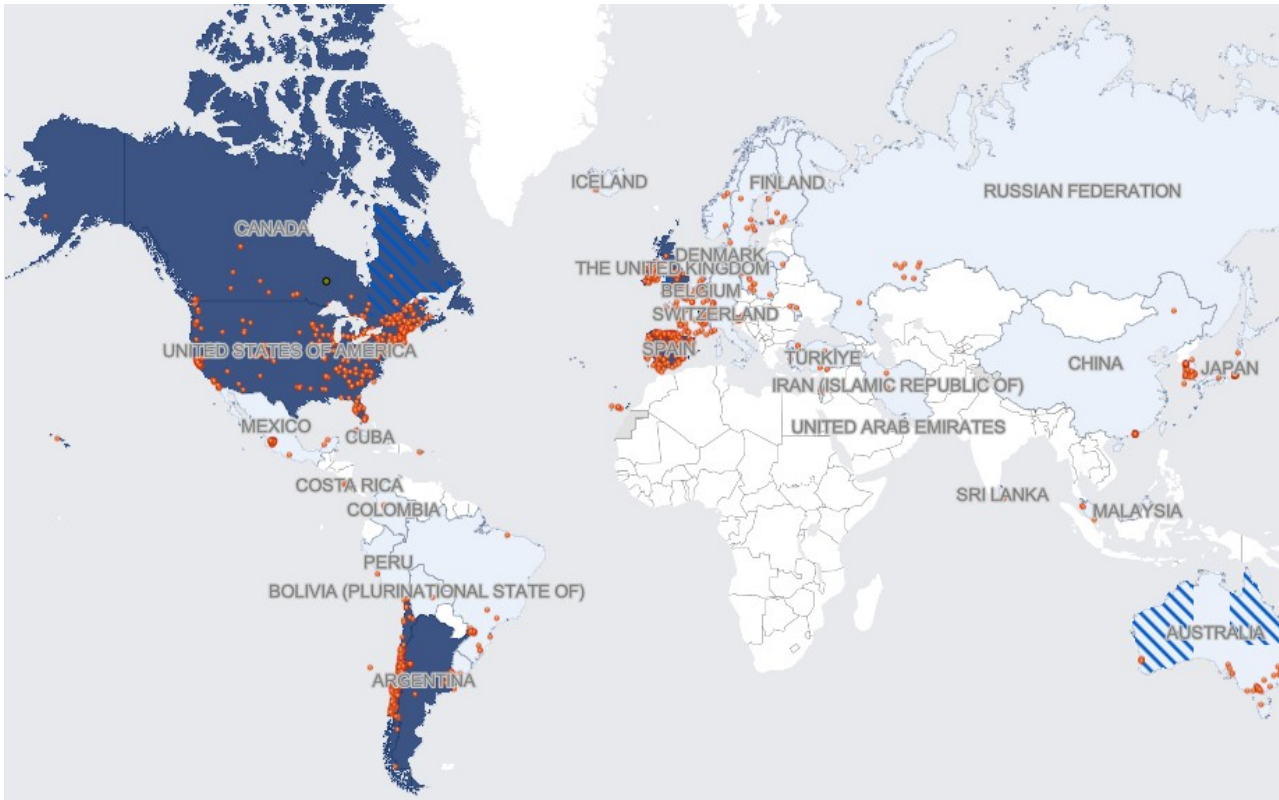 ICELAND
FINLAND
RUSSIAN FEDERATION
CANADA
DENMARK
THE UNITED KINGDOM
BELGIUM
SWITZERLAND
UNITED STATES OF AMERICA
SPAIN
TÜRKİYE
CHINA
JAPAN
IRAN (ISLAMIC REPUBLIC OF)
MEXICO
CUBA
UNITED ARAB EMIRATES
COSTA RICA
SRI LANKA
COLOMBIA
MALAYSIA
PERU
BOLIVIA (PLURINATIONAL STATE OF)
AUSTRALIA
ARGENTINA